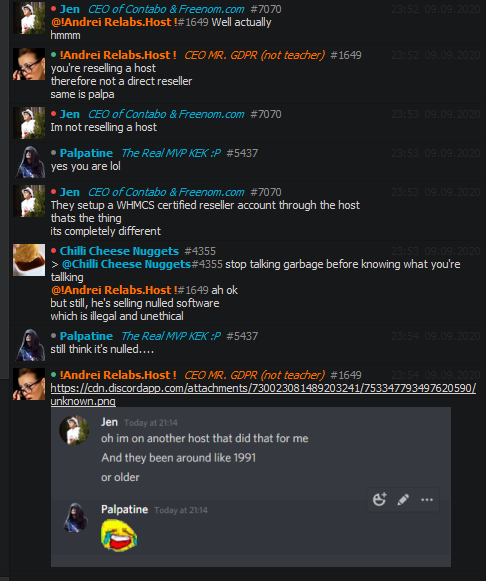 Jen CEO of Contabo & Freenom.com #7070 23:52 09.09.2020
@!Andrei Relabs.Host !#1649 Well actually
hmmm
!Andrei Relabs.Host ! CEO MR. GDPR (not teacher) #1649 23:52 09.09.2020
you're reselling a host
therefore not a direct reseller
same is palpa
Jen CEO of Contabo & Freenom.com #7070 23:53 09.09.2020
Im not reselling a host
Palpatine The Real MVP KEK :P #5437 23:53 09.09.2020
yes you are lol
Jen CEO of Contabo & Freenom.com #7070 23:53 09.09.2020
They setup a WHMCS certified reseller account through the host
thats the thing
its completely different
Chilli Cheese Nuggets #4355 23:53 09.09.2020
> @Chilli Cheese Nuggets#4355 stop talking garbage before knowing what you're
tallking
@!Andrei Relabs.Host !#1649 ah ok
but still, he's selling nulled software
which is illegal and unethical
Palpatine The Real MVP KEK :P #5437 23:54 09.09.2020
still think it's nulled....
!Andrei Relabs.Host ! CEO MR. GDPR (not teacher) #1649 23:54 09.09.2020
https://cdn.discordapp.com/attachments/730023081489203241/753347793497620590/
unknown.png
Jen Today at 21:14
oh im on another host that did that for me
And they been around like 1991
or older
Palpatine Today at 21:14